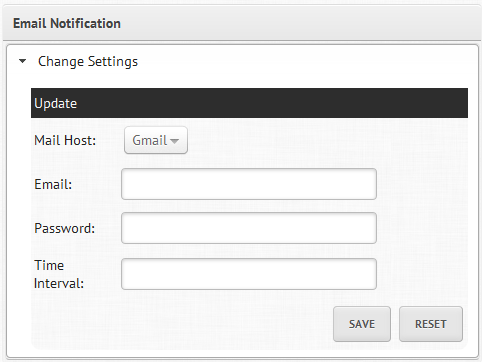 Email Notification
Change Settings
Update
Mail Host: Gmail
Email:
Password:
Time
Interval:
SAVE RESET